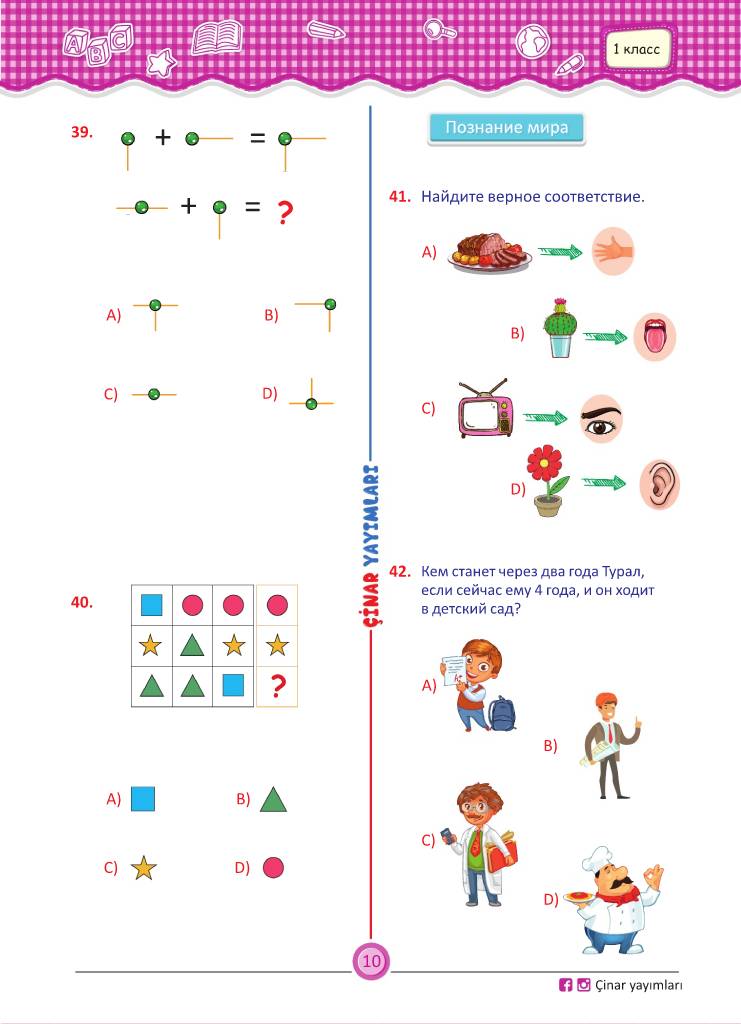 ABC
1 класс
39.
+ =
+ = ?
A) B)
C) D)
40.
?
A) B)
C) D)
ÇİNAR YAYIMLARI
Познание мира
41. Найдите верное соответствие.
A)
B)
C)
D)
42. Кем станет через два года Турал,
если сейчас ему 4 года, и он ходит
в детский сад?
A)
B)
C)
D)
10
Çinar yayımları